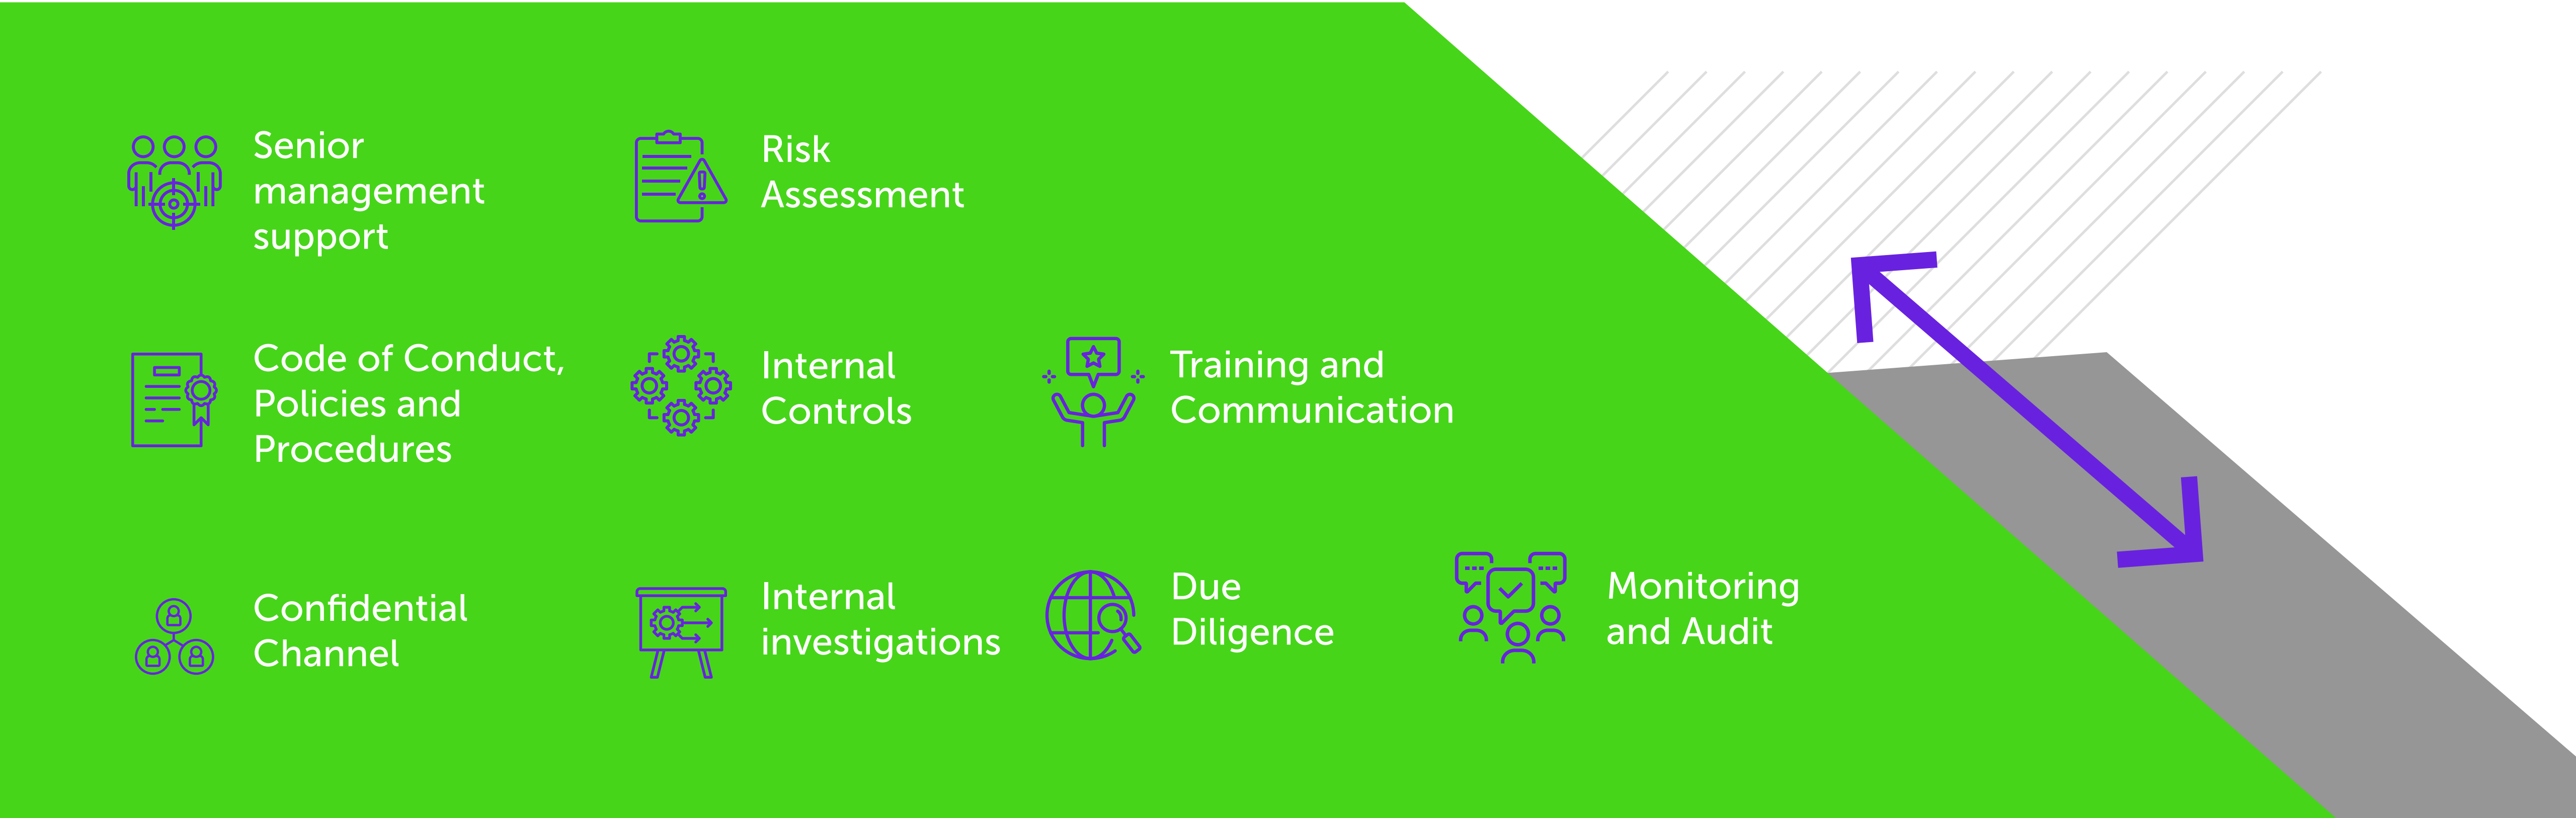 Senior
management
support
Risk
Assessment
Code of Conduct,
Policies and
Procedures
Internal
Controls
Training and
Communication
Confidential
Channel
Internal
investigations
Due
Diligence
Monitoring
and Audit